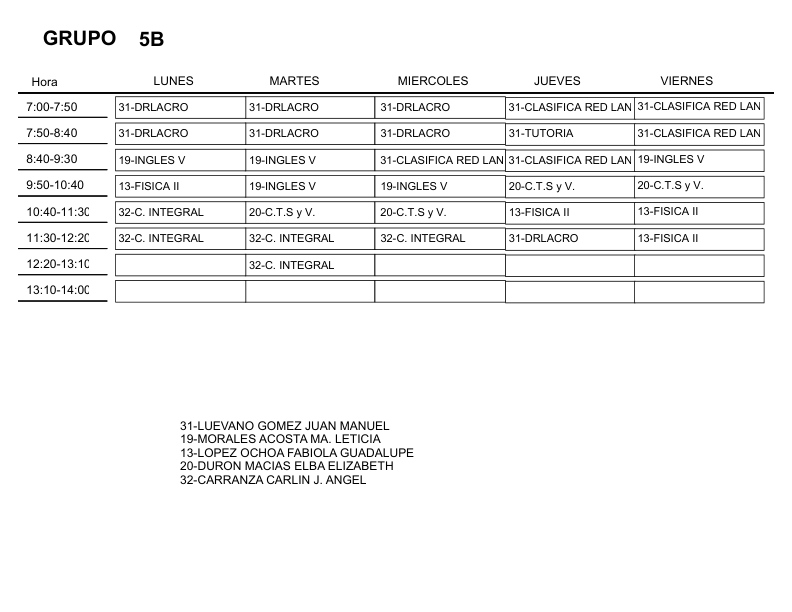 GRUPO 5B
Hora LUNES MARTES MIERCOLES JUEVES VIERNES
7:00-7:50 31-DRLACRO 31-DRLACRO 31-DRLACRO 31-CLASIFICA RED LAN 31-CLASIFICA RED LAN
7:50-8:40 31-DRLACRO 31-DRLACRO 31-DRLACRO 31-TUTORIA 31-CLASIFICA RED LAN
8:40-9:30 19-INGLES V 19-INGLES V 31-CLASIFICA RED LAN 31-CLASIFICA RED LAN 19-INGLES V
9:50-10:40 13-FISICA II 19-INGLES V 19-INGLES V 20-C.T.S y V. 20-C.T.S y V.
10:40-11:30 32-C. INTEGRAL 20-C.T.S y V. 20-C.T.S y V. 13-FISICA II 13-FISICA II
11:30-12:20 32-C. INTEGRAL 32-C. INTEGRAL 32-C. INTEGRAL 31-DRLACRO 13-FISICA II
12:20-13:10 32-C. INTEGRAL
13:10-14:00
31-LUEVANO GOMEZ JUAN MANUEL
19-MORALES ACOSTA MA. LETICIA
13-LOPEZ OCHOA FABIOLA GUADALUPE
20-DURON MACIAS ELBA ELIZABETH
32-CARRANZA CARLIN J. ANGEL